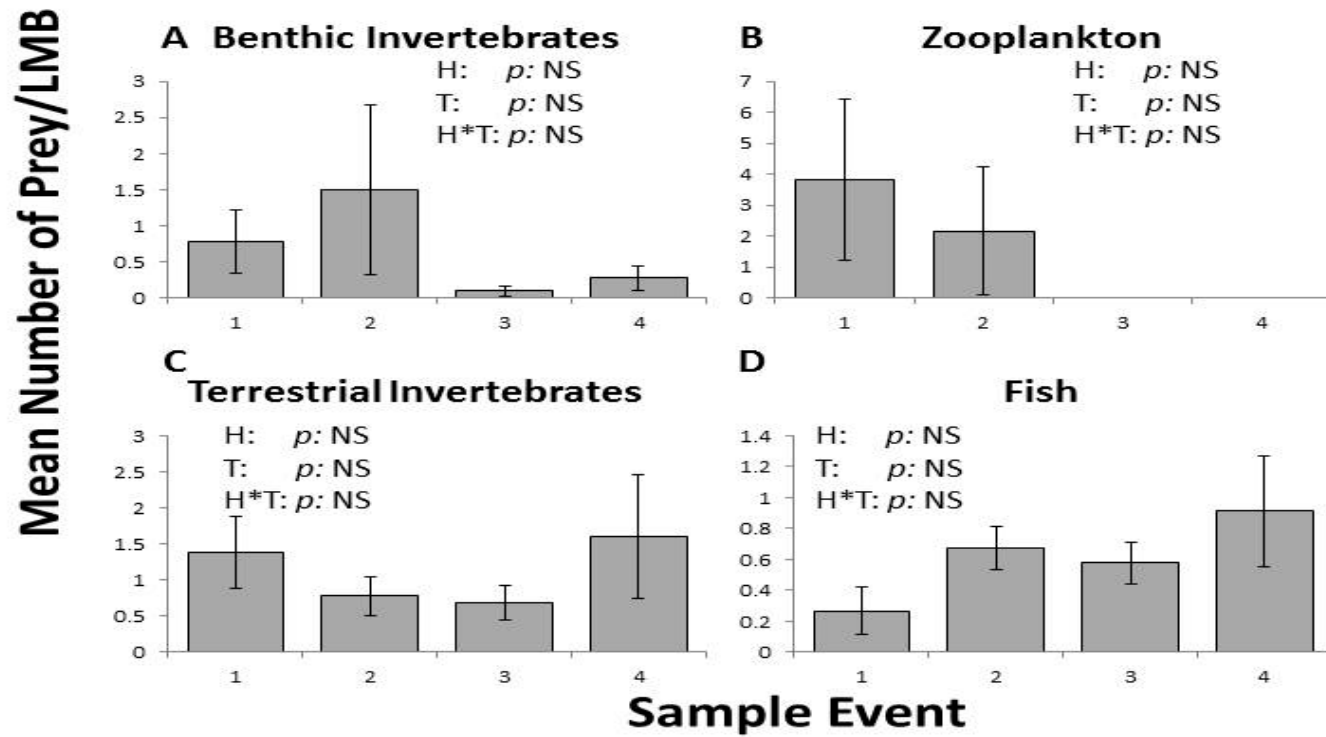 Mean Number of Prey/LMB
A Benthic Invertebrates
H: p: NS
T: p: NS
H*T: p: NS
3
2.5
2
1.5
1
0.5
0
1 2 3 4
B Zooplankton
H: p: NS
T: p: NS
H*T: p: NS
7
6
5
4
3
2
1
0
1 2 3 4
C
Terrestrial Invertebrates
H: p: NS
T: p: NS
H*T: p: NS
3
2.5
2
1.5
1
0.5
0
1 2 3 4
D
Fish
H: p: NS
T: p: NS
H*T: p: NS
1.4
1.2
1
0.8
0.6
0.4
0.2
0
1 2 3 4
Sample Event